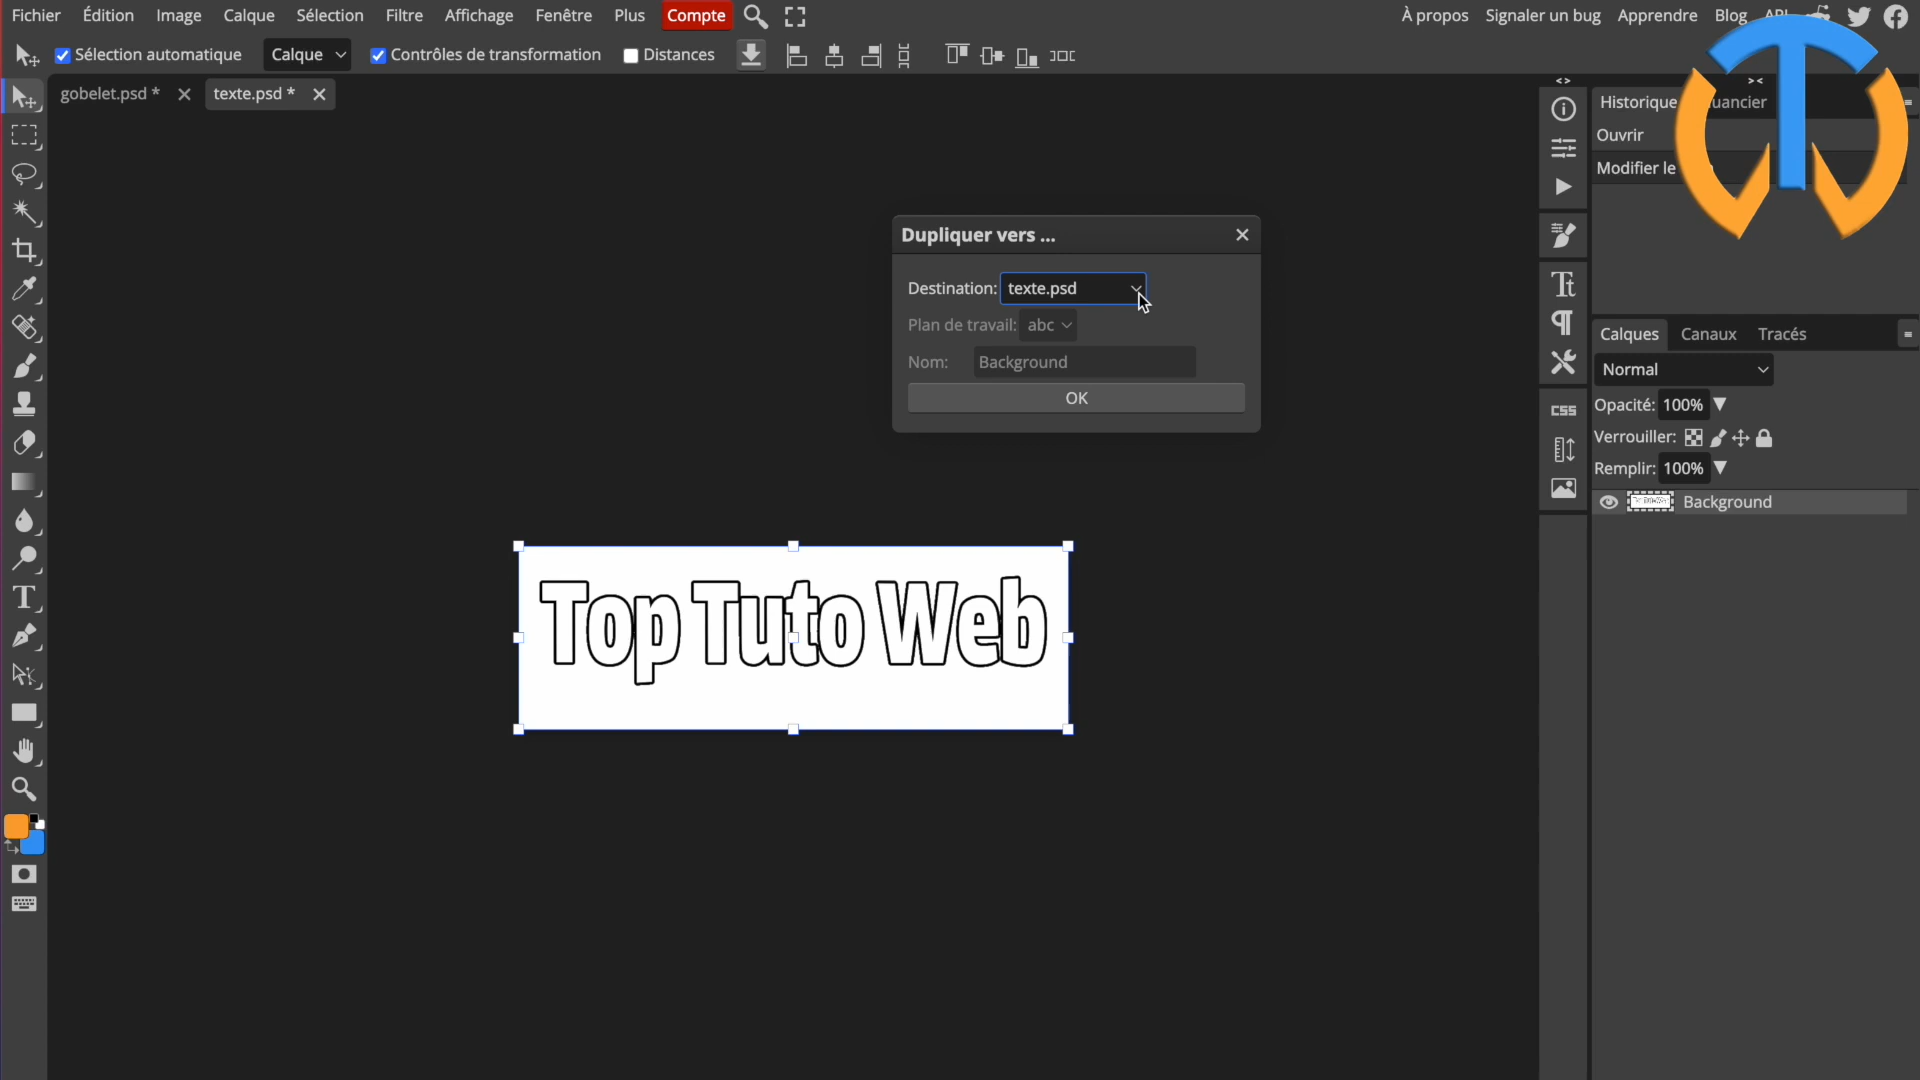 Fichier Édition Image Calque Sélection Filtre Affichage Fenêtre Plus Compte À propos Signaler un bug Apprendre Blog
Sélection automatique Calque Contrôles de transformation Distances
gobelet.psd * texte.psd *
Historique
Ouvrir
Modifier le
Dupliquer vers ...
Destination: texte.psd
Plan de travail: abc
Nom: Background
OK
Calques Canaux Tracés
Normal
Opacité: 100%
Verrouiller:
Remplir: 100%
Background
CSS
Top Tuto Web